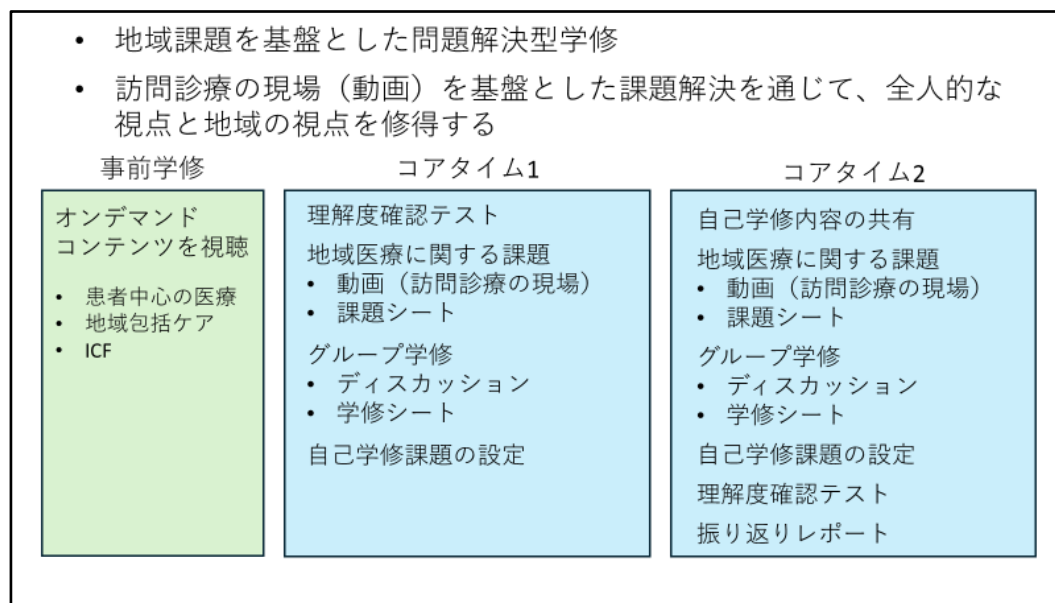 • 地域課題を基盤とした問題解決型学修
• 訪問診療の現場（動画）を基盤とした課題解決を通じて、全人的な
視点と地域の視点を修得する
事前学修
オンデマンド
コンテンツを視聴
• 患者中心の医療
• 地域包括ケア
• ICF
コアタイム1
理解度確認テスト
地域医療に関する課題
• 動画（訪問診療の現場）
• 課題シート
グループ学修
• ディスカッション
• 学修シート
自己学修課題の設定
コアタイム2
自己学修内容の共有
地域医療に関する課題
• 動画（訪問診療の現場）
• 課題シート
グループ学修
• ディスカッション
• 学修シート
自己学修課題の設定
理解度確認テスト
振り返りレポート